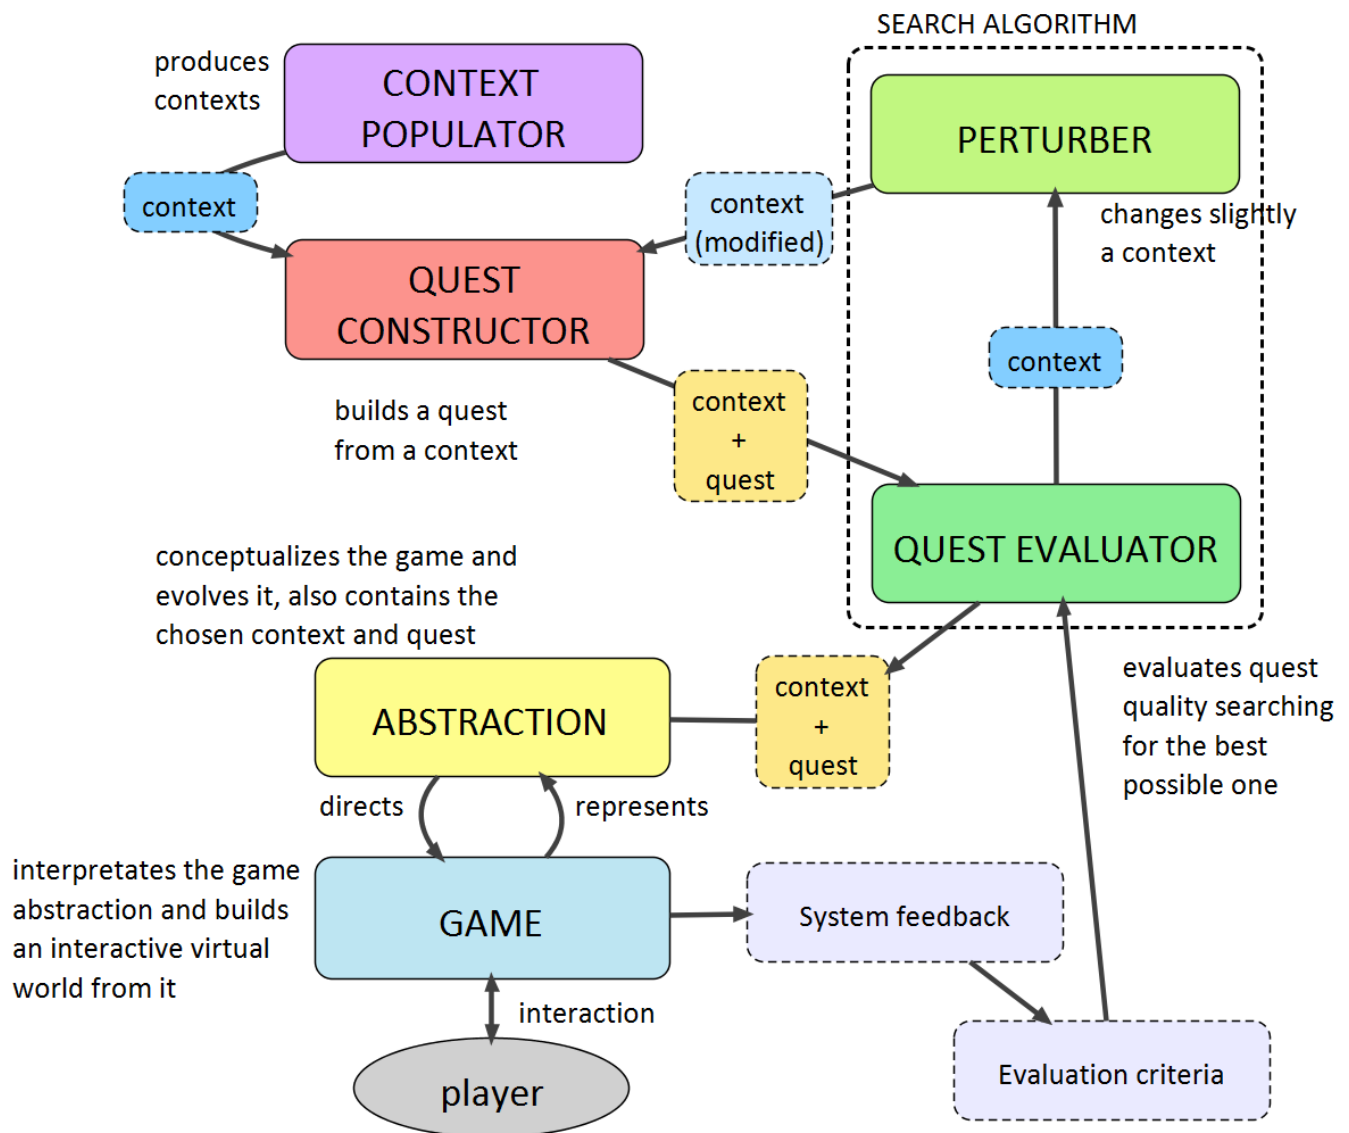 SEARCH ALGORITHM
produces
contexts
CONTEXT
POPULATOR
PERTURBER
context
context
(modified)
changes slightly
a context
QUEST
CONSTRUCTOR
context
builds a quest
from a context
context
+
quest
QUEST EVALUATOR
conceptualizes the game and
evolves it, also contains the
chosen context and quest
ABSTRACTION
context
+
quest
evaluates quest
quality searching
for the best
possible one
directs
represents
interpretates the game
abstraction and builds
an interactive virtual
world from it
GAME
System feedback
interaction
player
Evaluation criteria